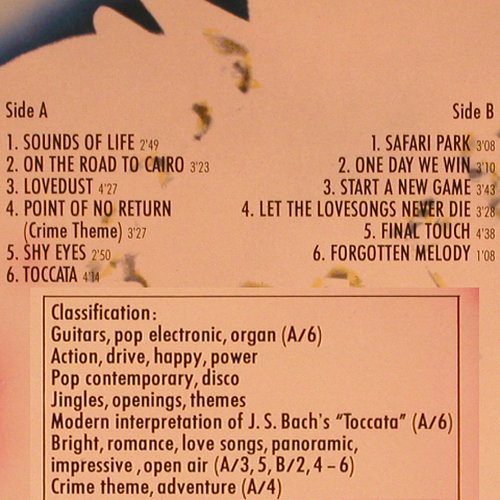 Side A
1. SOUNDS OF LIFE 2'49
2. ON THE ROAD TO CAIRO 3'23
3. LOVEDUST 4'27
4. POINT OF NO RETURN
(Crime Theme) 3'27
5. SHY EYES 2'50
6. TOCCATA 4'14
Side B
1. SAFARI PARK 3'08
2. ONE DAY WE WIN 3'10
3. START A NEW GAME 3'43
4. LET THE LOVESONGS NEVER DIE 3'28
5. FINAL TOUCH 4'38
6. FORGOTTEN MELODY 1'08
Classification:
Guitars, pop electronic, organ (A/6)
Action, drive, happy, power
Pop contemporary, disco
Jingles, openings, themes
Modern interpretation of J. S. Bach's "Toccata" (A/6)
Bright, romance, love songs, panoramic,
impressive ,open air (A/3, 5, B/2, 4 – 6)
Crime theme, adventure (A/4)